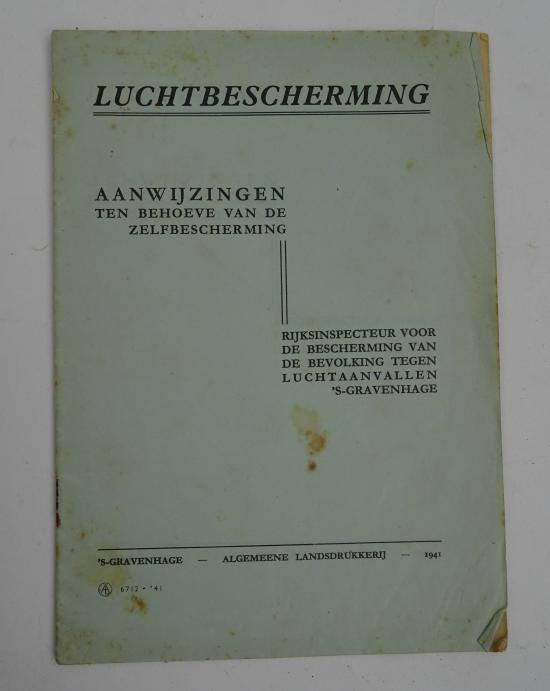 LUCHTBESCHERMING
AANWIJZINGEN
TEN BEHOEVE VAN DE
ZELFBESCHERMING
RIJKSINSPECTEUR VOOR
DE BESCHERMING VAN
DE BEVOLKING TEGEN
LUCHTAANVALLEN
'S-GRAVENHAGE
'S-GRAVENHAGE — ALGEMEENE LANDSDRUKKERIJ — 1941
6712 - '41